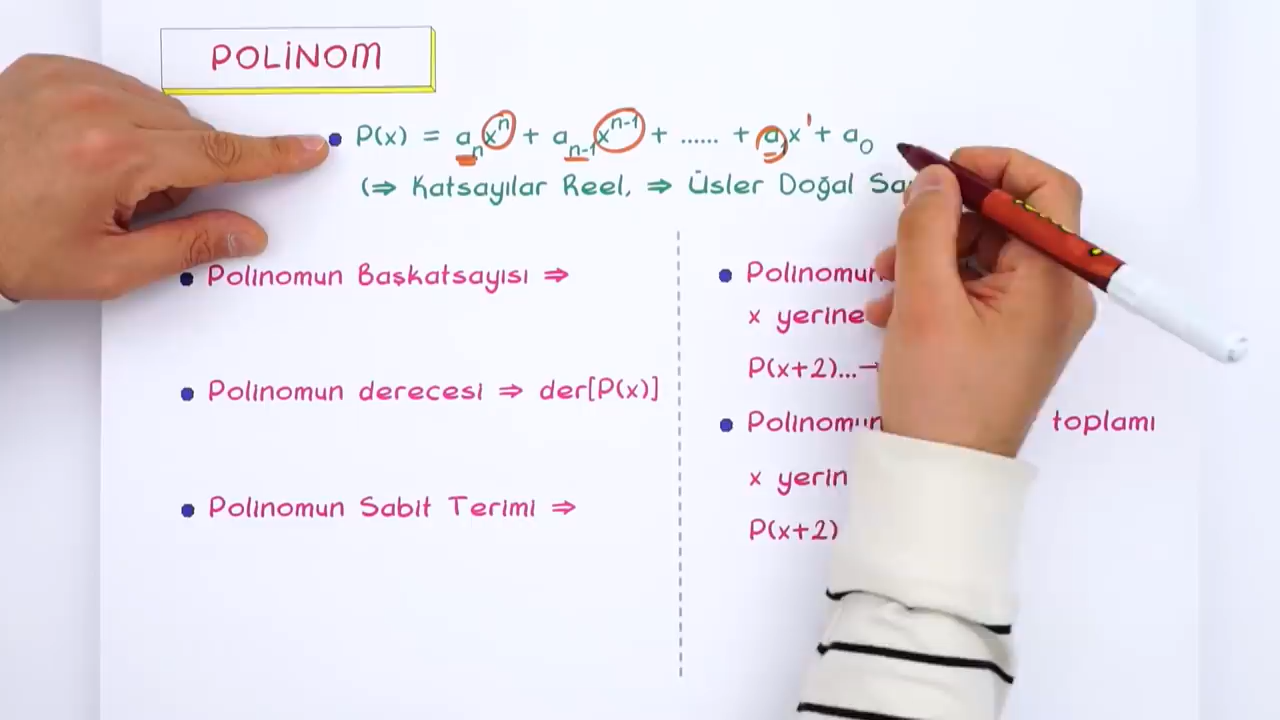 POLİNOM
P(x) = aₙxⁿ + aₙ₋₁xⁿ⁻¹ + ...... + a₁x¹ + a₀
(⇒ Katsayılar Reel, ⇒ Üsler Doğal
Polinomun Başkatsayısı ⇒
Polinomun derecesi ⇒ der[P(x)]
Polinomun Sabit Terimi ⇒
Polinomun
x yerine
P(x+2)...→
Polinomun toplamı
x yerin
P(x+2)